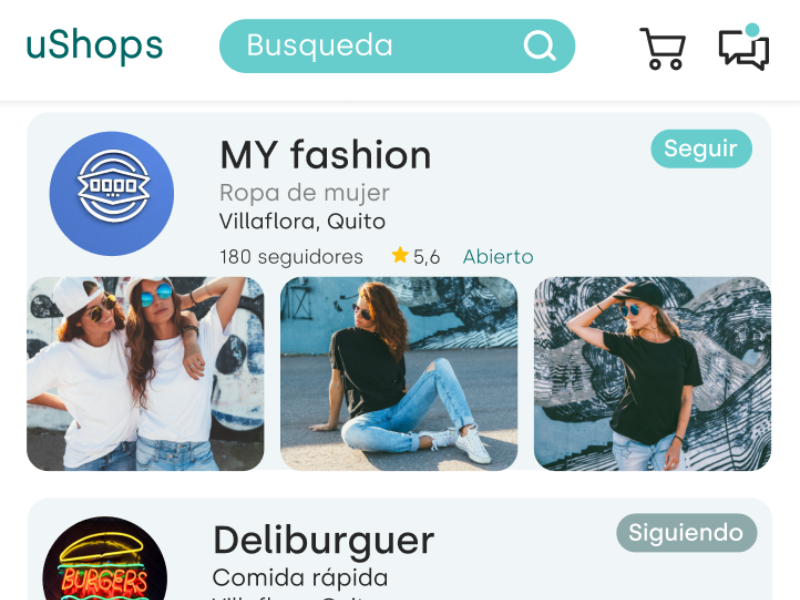 uShops
Busqueda
MY fashion
Seguir
Ropa de mujer
Villaflora, Quito
180 seguidores 5,6 Abierto
Deliburguer
Siguiendo
BURGERS
Comida rápida